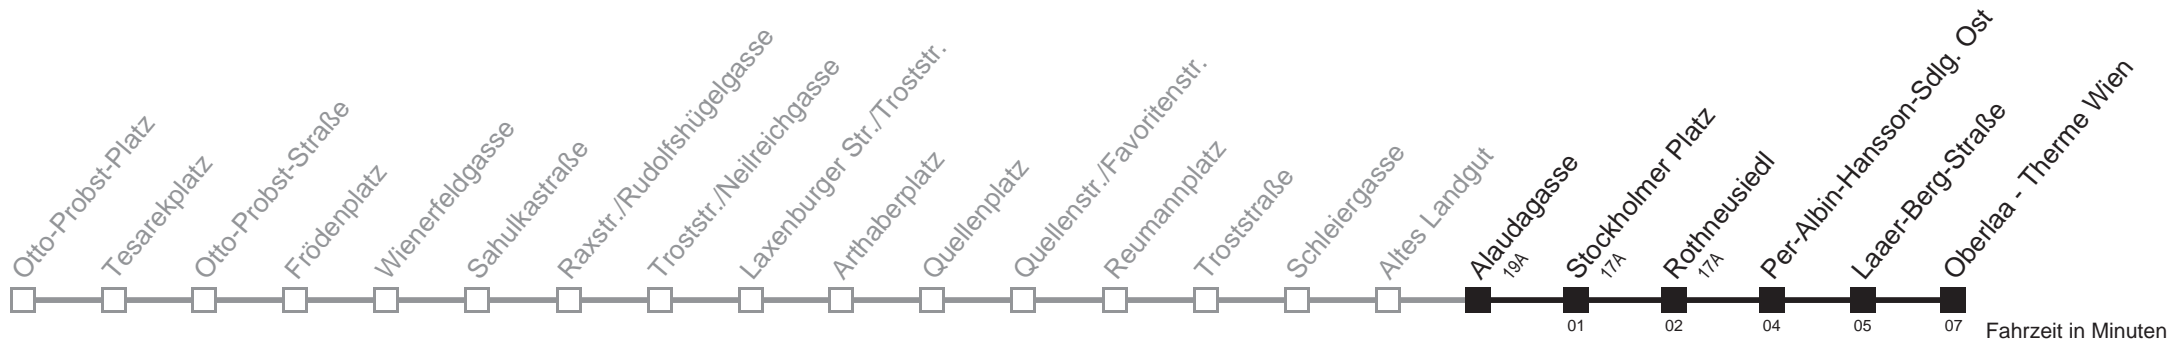 Otto-Probst-Platz
Tesarekplatz
Otto-Probst-Straße
Frödenplatz
Wienerfeldgasse
Sahulkastraße
Raxstr./Rudolfshügelgasse
Troststr./Neilreichgasse
Laxenburger Str./Troststr.
Arthaberplatz
Quellenplatz
Quellenstr./Favoritenstr.
Reumannplatz
Troststraße
Schleiergasse
Altes Landgut
Alaudagasse
19A
Stockholmer Platz
17A
Rothneusiedl
17A
Per-Albin-Hansson-Sdlg. Ost
Laaer-Berg-Straße
Oberlaa - Therme Wien
01
02
04
05
07
Fahrzeit in Minuten